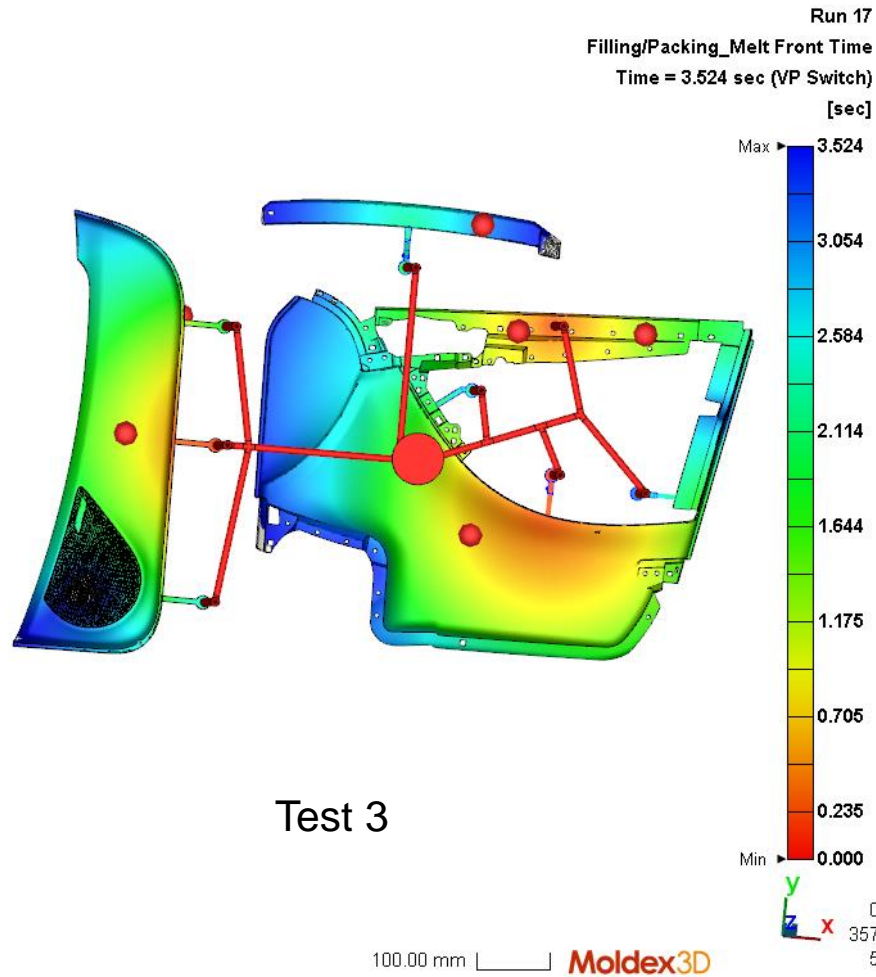 Run 17
Filling/Packing_Melt Front Time
Time = 3.524 sec (VP Switch)
[sec]
Max 3.524
3.054
2.584
2.114
1.644
1.175
0.705
0.235
Min 0.000
Test 3
y
z x
357
5
100.00 mm Moldex3D